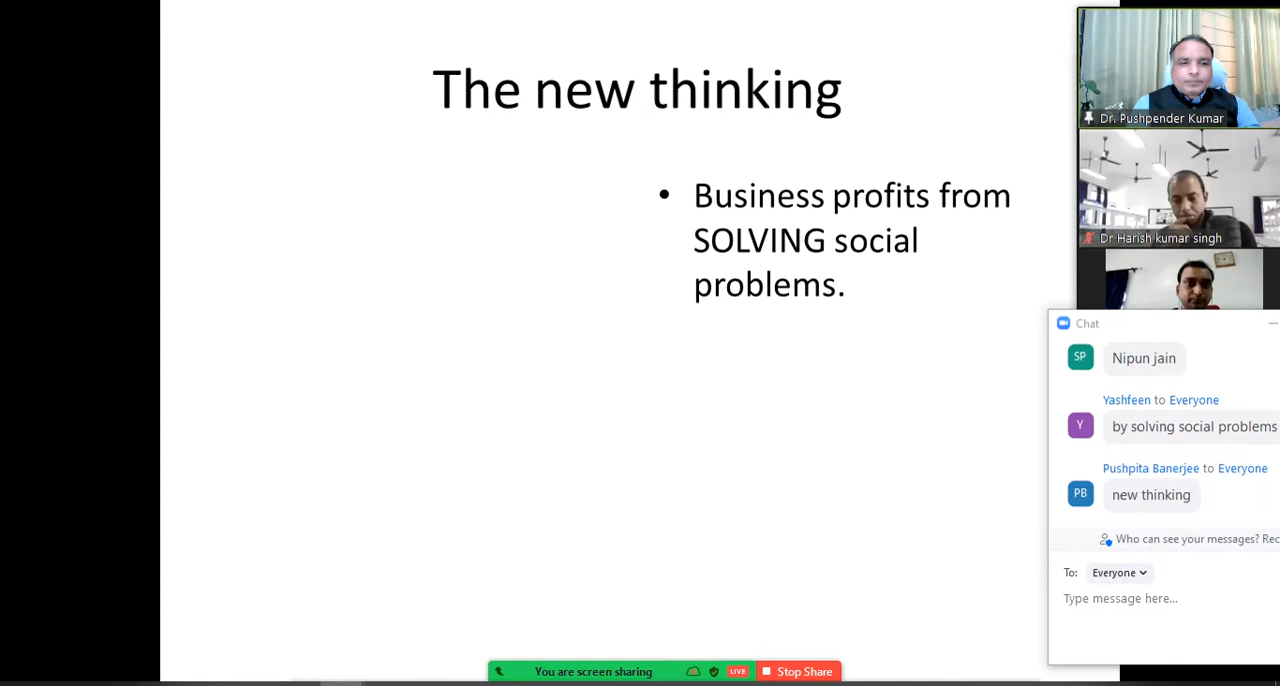 The new thinking
• Business profits from
SOLVING social
problems.
Dr. Pushpender Kumar
Dr Harish kumar singh
Chat
SP
Nipun jain
Yashfeen to Everyone
Y
by solving social problems
Pushpita Banerjee to Everyone
PB
new thinking
Who can see your messages? Rec
To: Everyone
Type message here...
You are screen sharing
LIVE
Stop Share